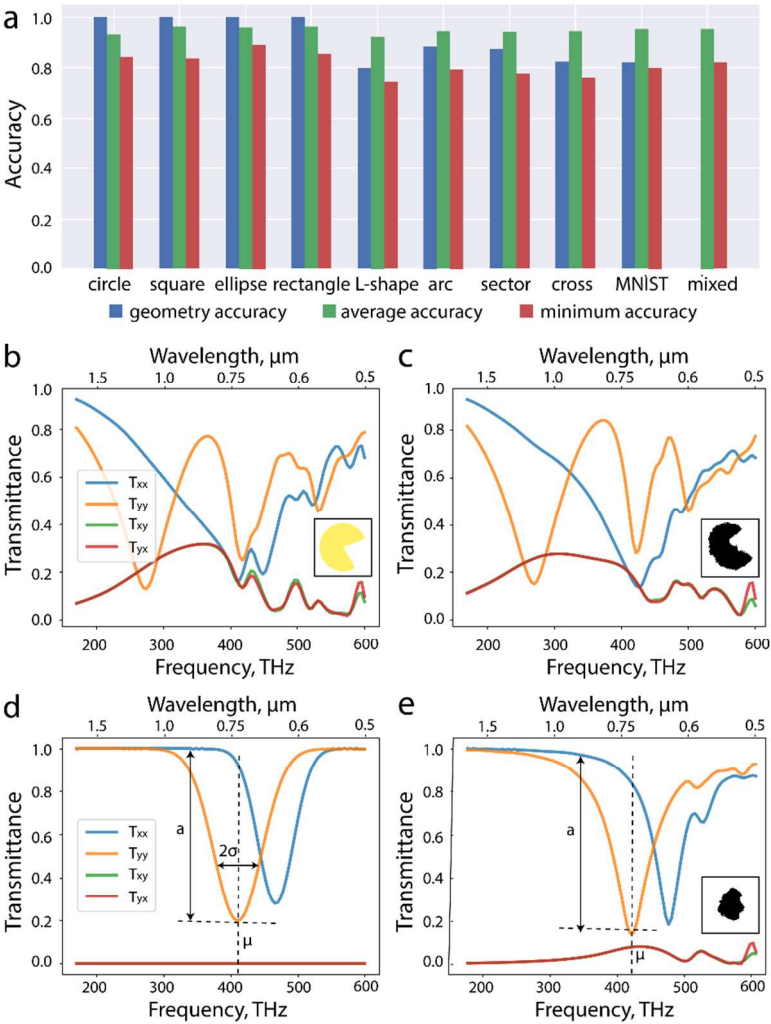 a
Accuracy
1.0
0.8
0.6
0.4
0.2
0.0
circle square ellipse rectangle L-shape arc sector cross MNIST mixed
geometry accuracy average accuracy minimum accuracy
b
Wavelength, μm
1.5 1.0 0.75 0.6 0.5
Transmittance
1.0
0.8
0.6
0.4
0.2
0.0
Txx
Tyy
Txy
Tyx
200 300 400 500 600
Frequency, THz
c
Wavelength, μm
1.5 1.0 0.75 0.6 0.5
Transmittance
1.0
0.8
0.6
0.4
0.2
0.0
200 300 400 500 600
Frequency, THz
d
Wavelength, μm
1.5 1.0 0.75 0.6 0.5
Transmittance
1.0
0.8
0.6
0.4
0.2
0.0
a
2σ
μ
Txx
Tyy
Txy
Tyx
200 300 400 500 600
Frequency, THz
e
Wavelength, μm
1.5 1.0 0.75 0.6 0.5
Transmittance
1.0
0.8
0.6
0.4
0.2
0.0
a
μ
200 300 400 500 600
Frequency, THz